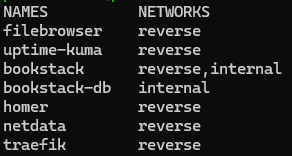 NAMES NETWORKS
filebrowser reverse
uptime-kuma reverse
bookstack reverse,internal
bookstack-db internal
homer reverse
netdata reverse
traefik reverse